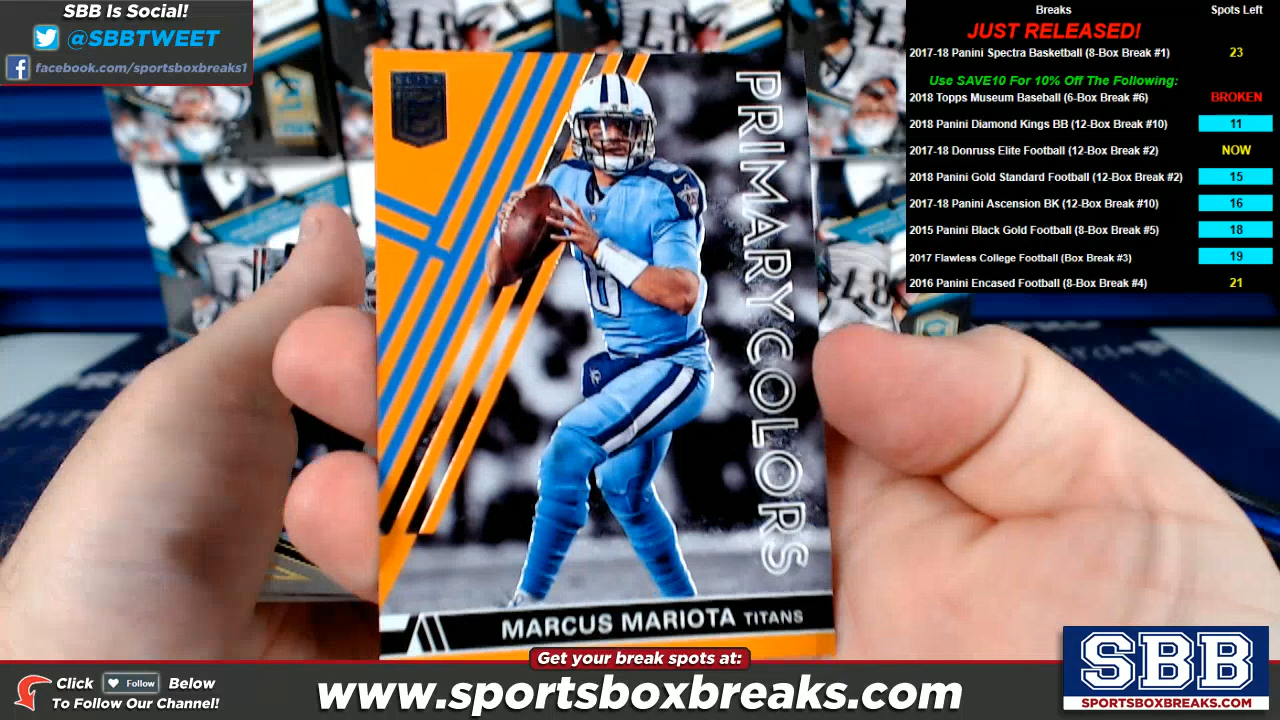 SBB Is Social!
@SBBTWEET
facebook.com/sportsboxbreaks1
Breaks Spots Left
JUST RELEASED!
2017-18 Panini Spectra Basketball (8-Box Break #1) 23
Use SAVE10 For 10% Off The Following:
2018 Topps Museum Baseball (6-Box Break #6) BROKEN
2018 Panini Diamond Kings BB (12-Box Break #10) 11
2017-18 Donruss Elite Football (12-Box Break #2) NOW
2018 Panini Gold Standard Football (12-Box Break #2) 15
2017-18 Panini Ascension BK (12-Box Break #10) 16
2015 Panini Black Gold Football (8-Box Break #5) 18
2017 Flawless College Football (Box Break #3) 19
2016 Panini Encased Football (8-Box Break #4) 21
ELITE
PRIMARY COLORS
MARCUS MARIOTA TITANS
Get your break spots at:
Click Follow Below
To Follow Our Channel!
www.sportsboxbreaks.com
SBB
SPORTSBOXBREAKS.COM